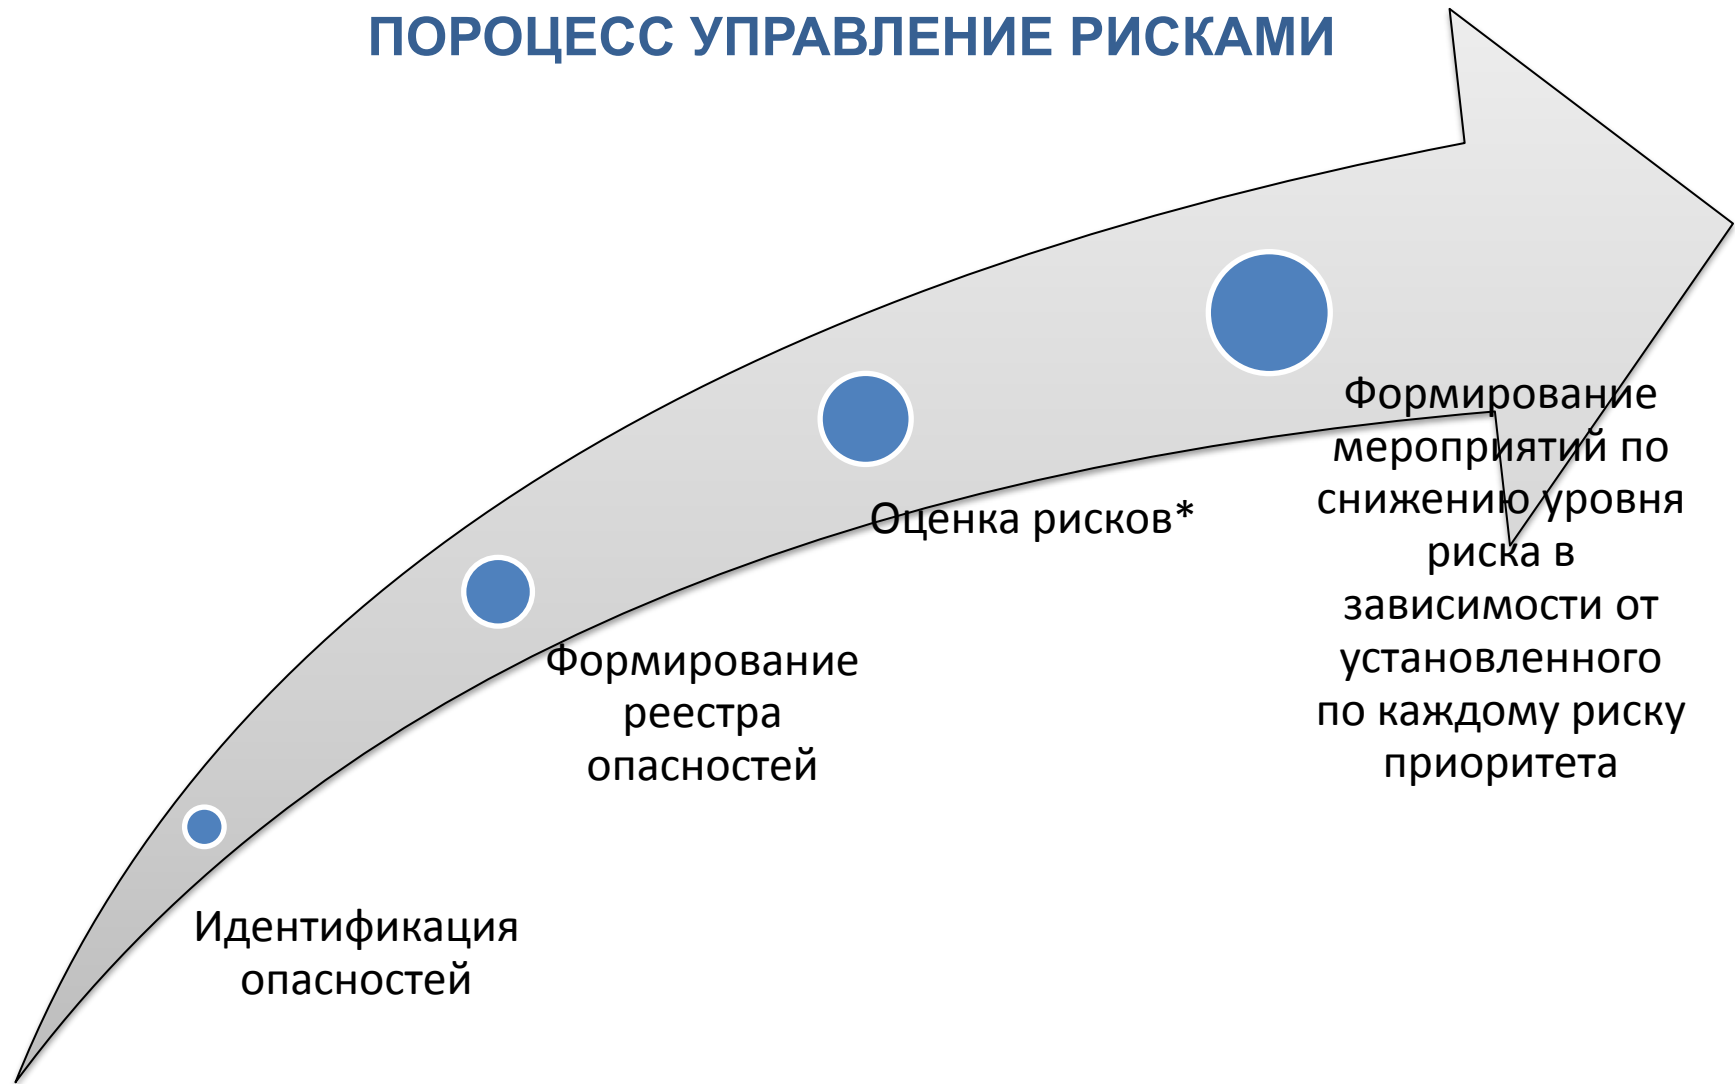 ПОРОЦЕСС УПРАВЛЕНИЕ РИСКАМИ
Идентификация
опасностей
Формирование
реестра
опасностей
Оценка рисков*
Формирование
мероприятий по
снижению уровня
риска в
зависимости от
установленного
по каждому риску
приоритета